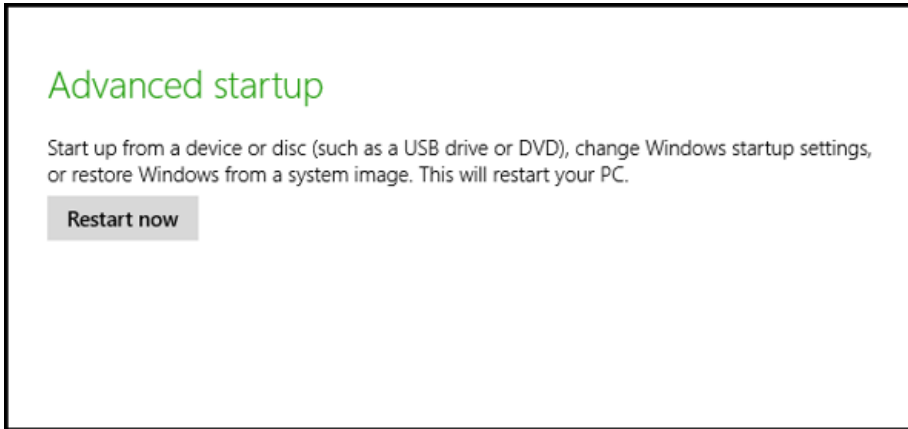 Advanced startup
Start up from a device or disc (such as a USB drive or DVD), change Windows startup settings,
or restore Windows from a system image. This will restart your PC.
Restart now